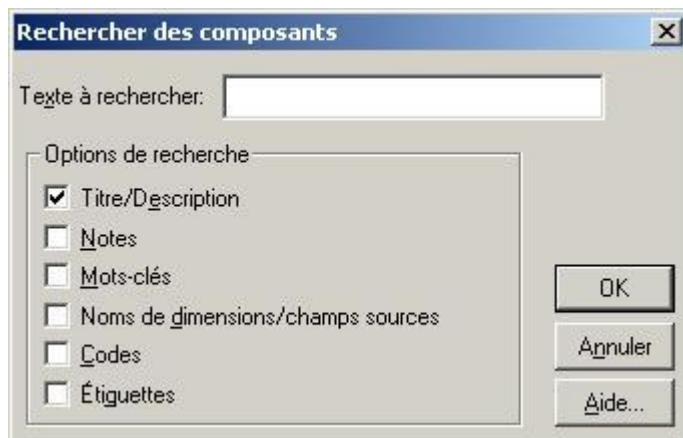 Rechercher des composants
Texte à rechercher:
Options de recherche
Titre/Description
Notes
Mots-clés
Noms de dimensions/champs sources
Codes
Étiguettes
OK
Annuler
Aide...